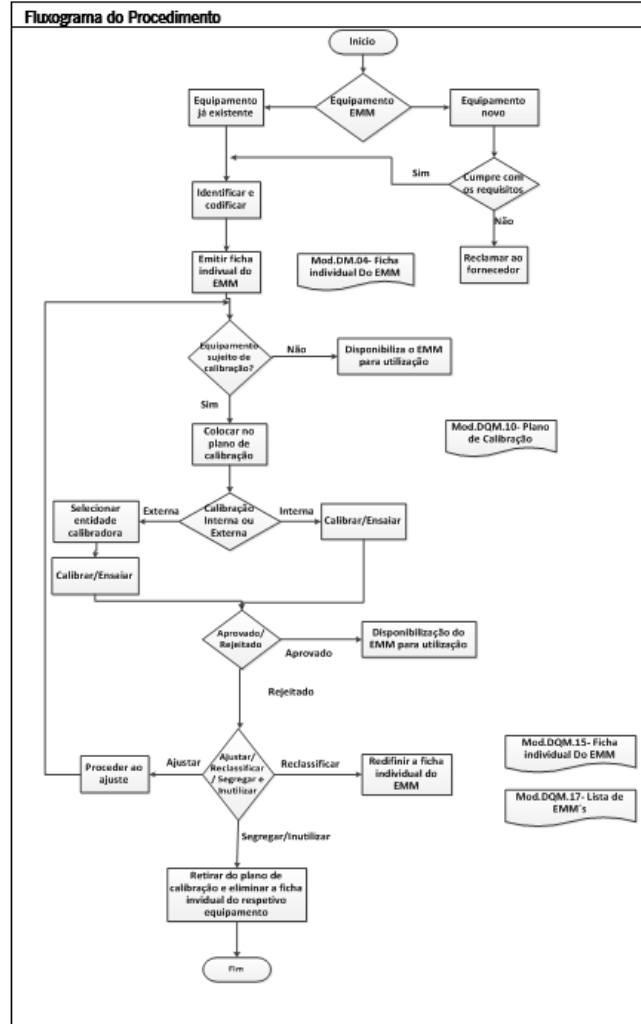 Fluxograma do Procedimento
Inicio
Equipamento
já existente
Equipamento
EMM
Equipamento
novo
Sim
Cumpre com
os requisitos
Não
Identificar e
codificar
Reclamar ao
fornecedor
Emitir ficha
indivual do
EMM
Mod.DM.04- Ficha
individual Do EMM
Equipamento
sujeito de
calibração?
Não
Disponibiliza o EMM
para utilização
Sim
Colocar no
plano de
calibração
Mod.DQM.10- Plano
de Calibração
Selecionar
entidade
calibradora
Externa
Calibração
Interna ou
Externa
Interna
Calibrar/Ensaiar
Calibrar/Ensaiar
Aprovado/
Rejeitado
Aprovado
Disponibilização do
EMM para utilização
Rejeitado
Proceder ao
ajuste
Ajustar
Ajustar/
Reclassificar
/ Segregar e
Inutilizar
Reclassificar
Redifinir a ficha
individual do
EMM
Mod.DQM.15- Ficha
individual Do EMM
Mod.DQM.17- Lista de
EMM´s
Segregar/Inutilizar
Retirar do plano de
calibração e eliminar a ficha
invidual do respetivo
equipamento
Fim